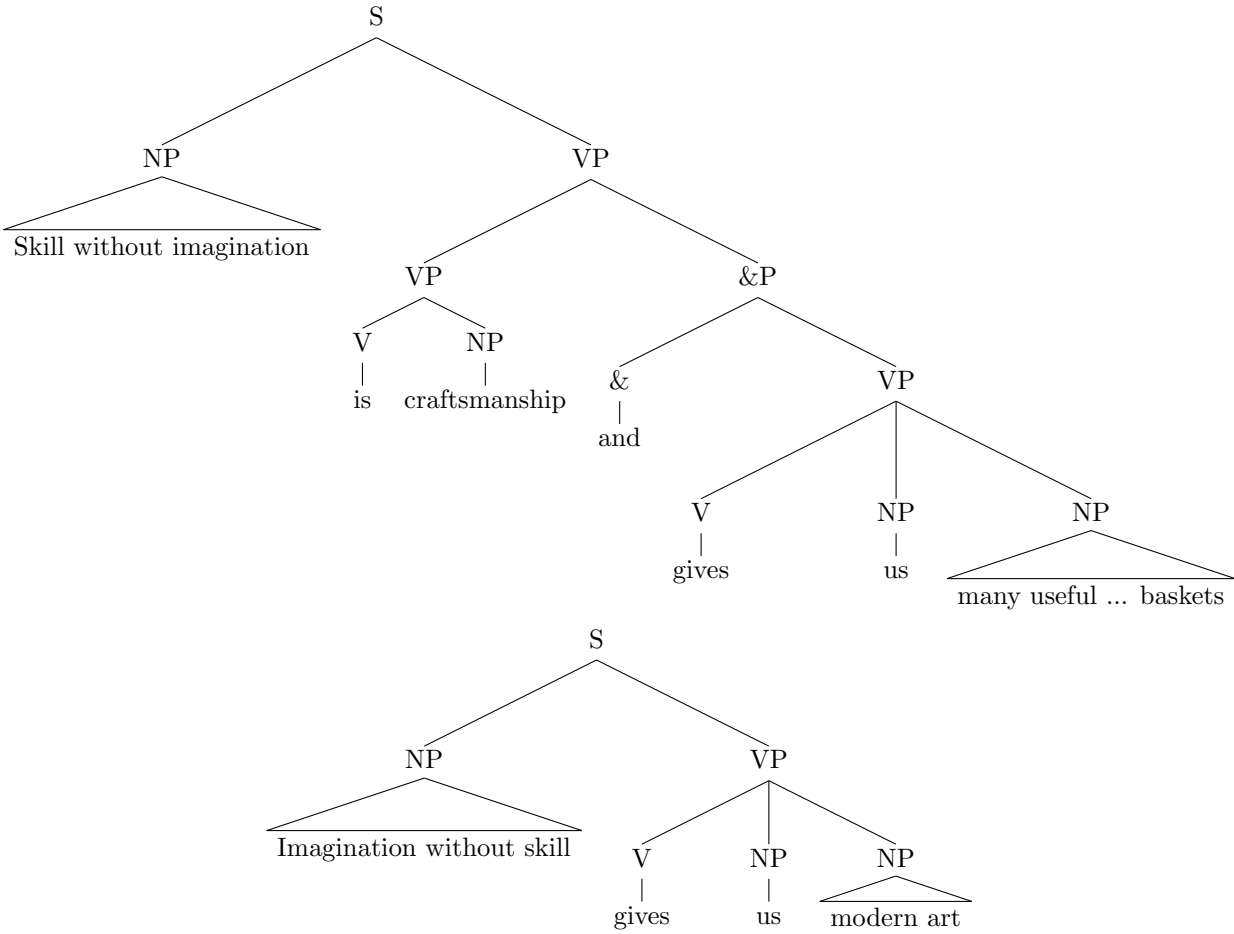 S
NP VP
Skill without imagination
VP &P
V NP
is craftsmanship
& VP
and
V NP NP
gives us many useful ... baskets
S
NP VP
Imagination without skill
V NP NP
gives us modern art